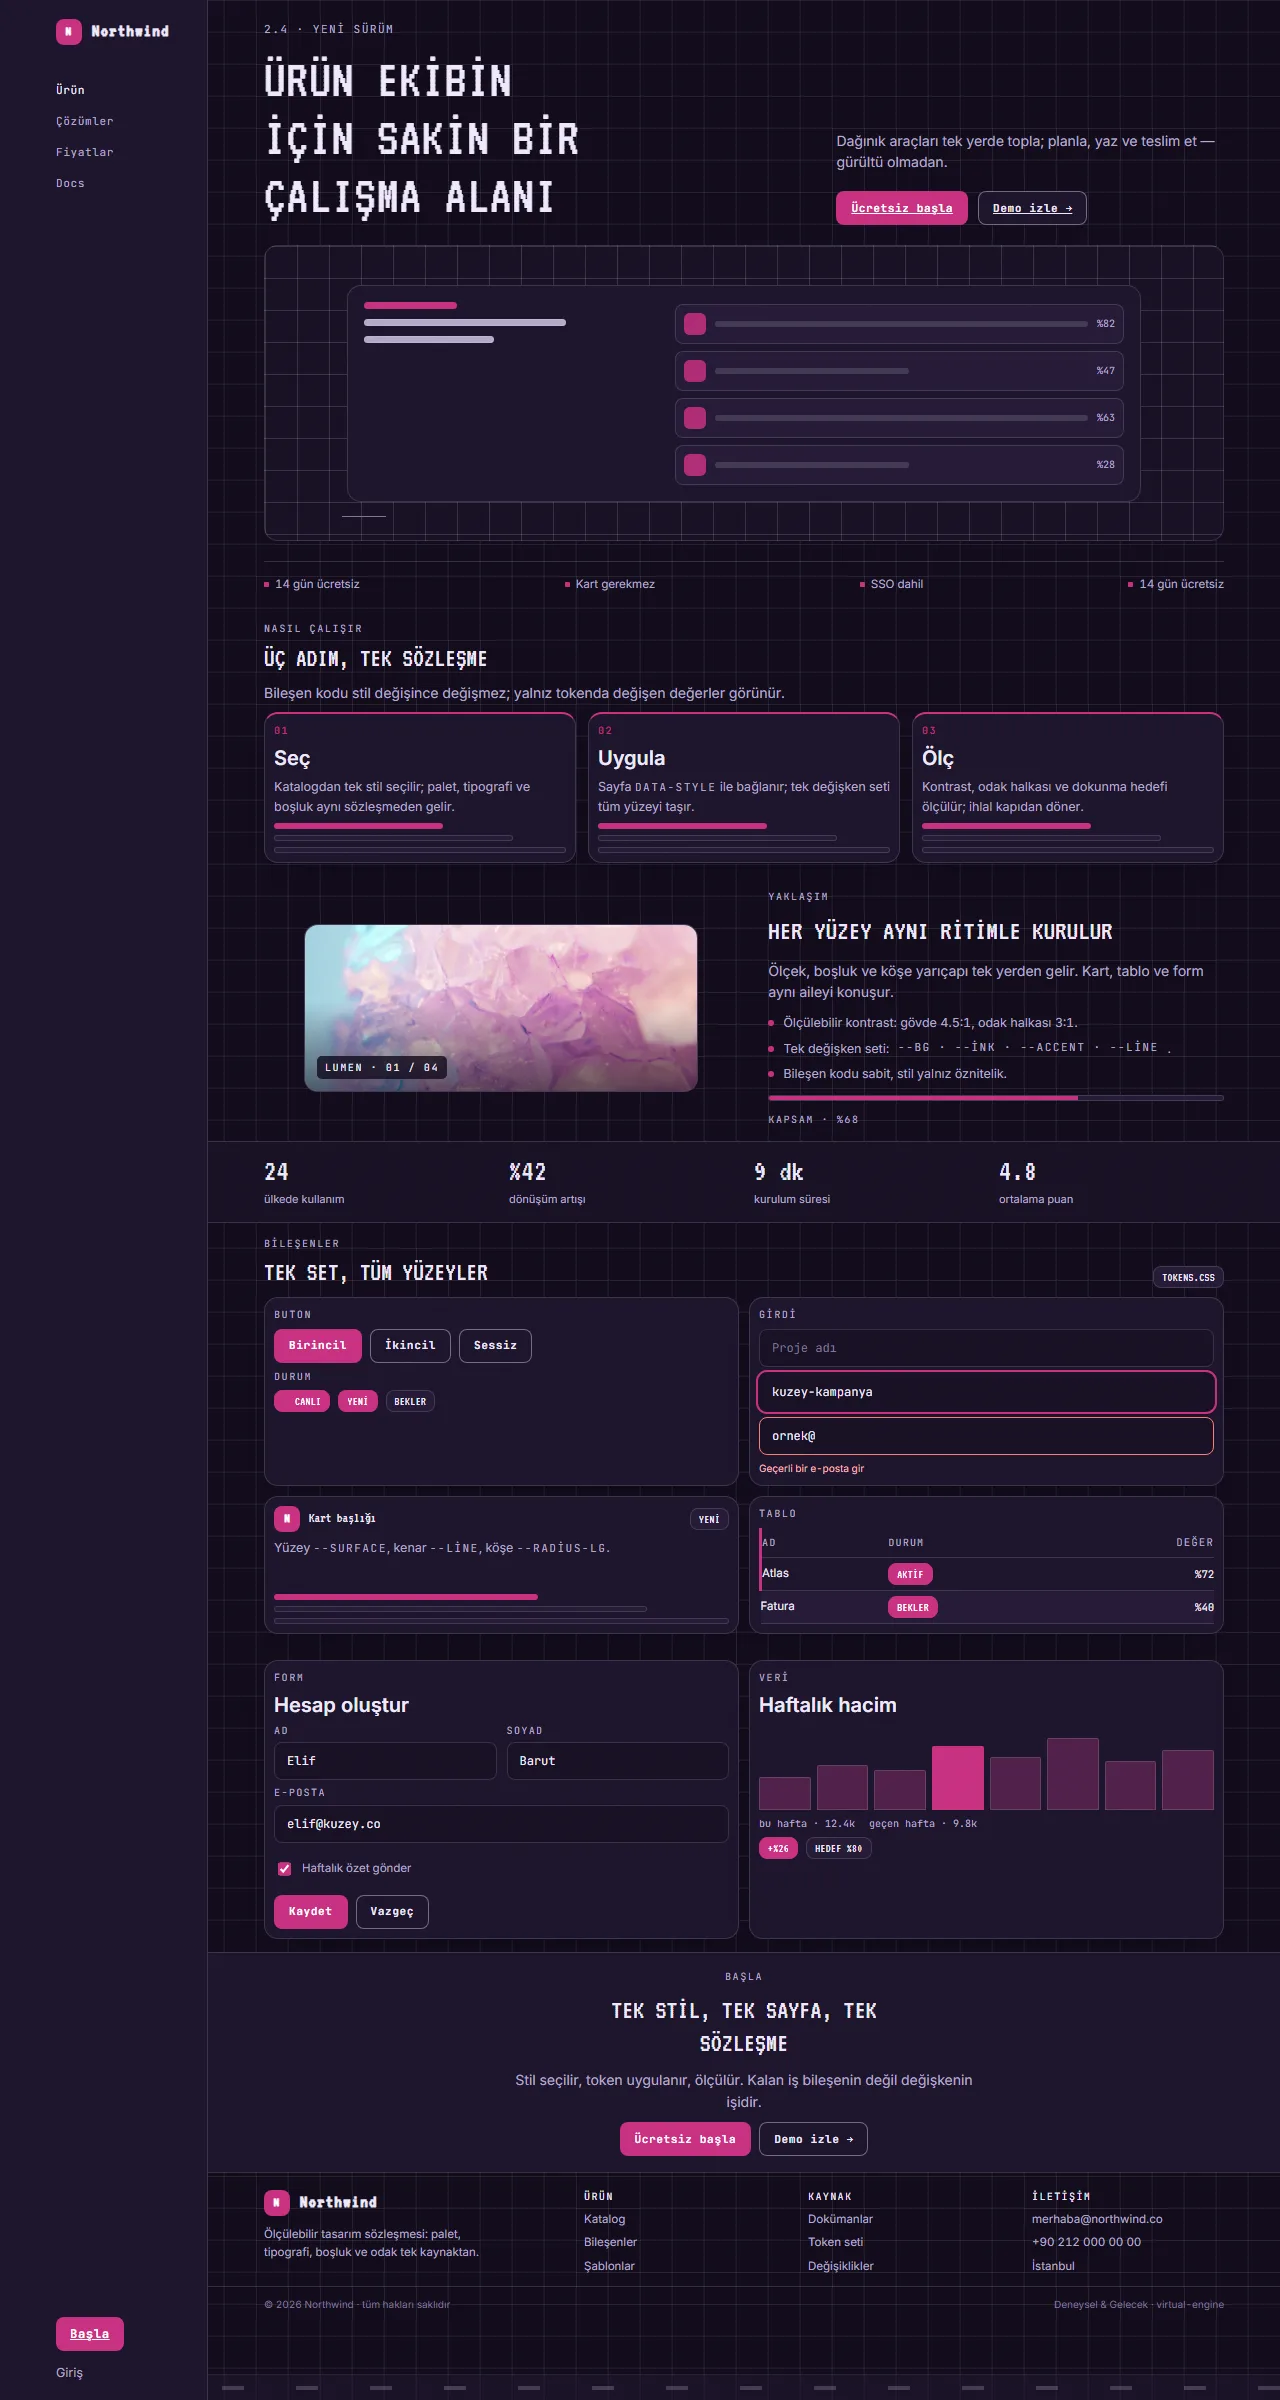 N Northwind
Ürün
Çözümler
Fiyatlar
Docs
2.4 · YENİ SÜRÜM
ÜRÜN EKİBİN
İÇİN SAKİN BİR
ÇALIŞMA ALANI
Dağınık araçları tek yerde topla; planla, yaz ve teslim et —
gürültü olmadan.
Ücretsiz başla Demo izle →
%82
%47
%63
%28
14 gün ücretsiz Kart gerekmez SSO dahil 14 gün ücretsiz
NASIL ÇALIŞIR
ÜÇ ADIM, TEK SÖZLEŞME
Bileşen kodu stil değişince değişmez; yalnız tokenda değişen değerler görünür.
01
Seç
Katalogdan tek stil seçilir; palet, tipografi ve
boşluk aynı sözleşmeden gelir.
02
Uygula
Sayfa DATA-STYLE ile bağlanır; tek değişken seti
tüm yüzeyi taşır.
03
Ölç
Kontrast, odak halkası ve dokunma hedefi
ölçülür; ihlal kapıdan döner.
LUMEN · 01 / 04
YAKLAŞIM
HER YÜZEY AYNI RİTİMLE KURULUR
Ölçek, boşluk ve köşe yarıçapı tek yerden gelir. Kart, tablo ve form
aynı aileyi konuşur.
Ölçülebilir kontrast: gövde 4.5:1, odak halkası 3:1.
Tek değişken seti: --BG · --İNK · --ACCENT · --LİNE .
Bileşen kodu sabit, stil yalnız öznitelik.
KAPSAM · %68
24
ülkede kullanım
%42
dönüşüm artışı
9 dk
kurulum süresi
4.8
ortalama puan
BİLEŞENLER
TEK SET, TÜM YÜZEYLER
TOKENS.CSS
BUTON
Birincil İkincil Sessiz
DURUM
CANLI YENİ BEKLER
GİRDİ
Proje adı
kuzey-kampanya
ornek@
Geçerli bir e-posta gir
N Kart başlığı YENİ
Yüzey --SURFACE, kenar --LİNE, köşe --RADİUS-LG.
TABLO
AD DURUM DEĞER
Atlas AKTİF %72
Fatura BEKLER %40
FORM
Hesap oluştur
AD SOYAD
Elif Barut
E-POSTA
elif@kuzey.co
Haftalık özet gönder
Kaydet Vazgeç
VERİ
Haftalık hacim
bu hafta · 12.4k geçen hafta · 9.8k
+%26 HEDEF %80
BAŞLA
TEK STİL, TEK SAYFA, TEK
SÖZLEŞME
Stil seçilir, token uygulanır, ölçülür. Kalan iş bileşenin değil değişkenin
işidir.
Ücretsiz başla Demo izle →
N Northwind
Ölçülebilir tasarım sözleşmesi: palet,
tipografi, boşluk ve odak tek kaynaktan.
ÜRÜN
Katalog
Bileşenler
Şablonlar
KAYNAK
Dokümanlar
Token seti
Değişiklikler
İLETİŞİM
merhaba@northwind.co
+90 212 000 00 00
İstanbul
© 2026 Northwind · tüm hakları saklıdır
Deneysel & Gelecek · virtual-engine
Başla
Giriş